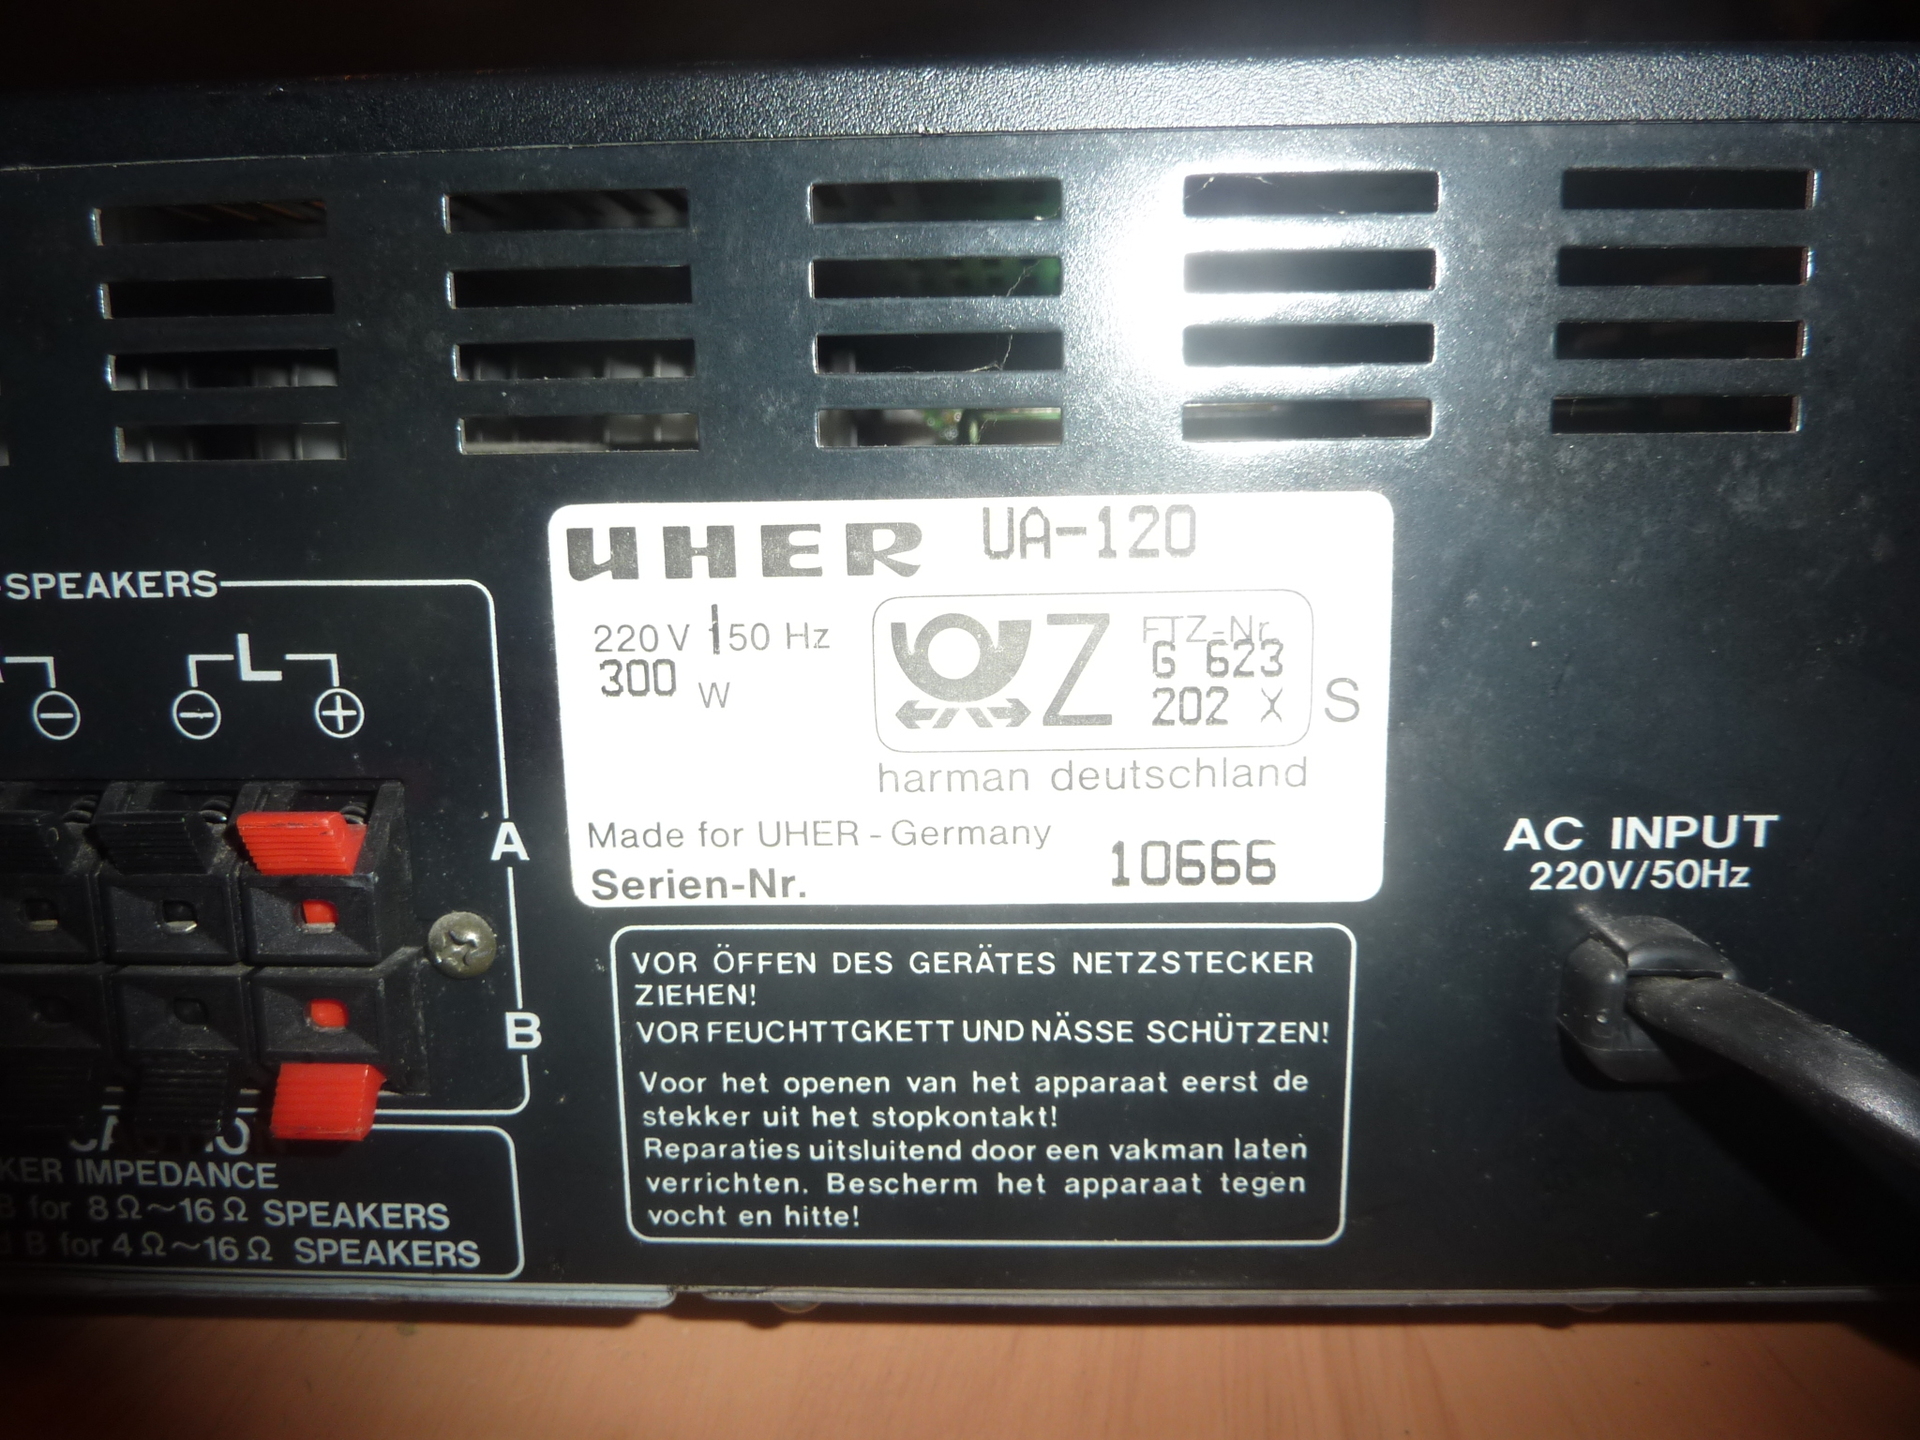 UHER UA-120
220V 50 Hz
300 W
Z FTZ-Nr.
G 623
202 X S
harman deutschland
Made for UHER - Germany
Serien-Nr. 10666
SPEAKERS
L
A
B
IMPEDANCE
B for 8Ω~16Ω SPEAKERS
B for 4Ω~16Ω SPEAKERS
VOR ÖFFEN DES GERÄTES NETZSTECKER
ZIEHEN!
VOR FEUCHTTGKETT UND NÄSSE SCHÜTZEN!
Voor het openen van het apparaat eerst de
stekker uit het stopkontakt!
Reparaties uitsluitend door een vakman laten
verrichten. Bescherm het apparaat tegen
vocht en hitte!
AC INPUT
220V/50Hz